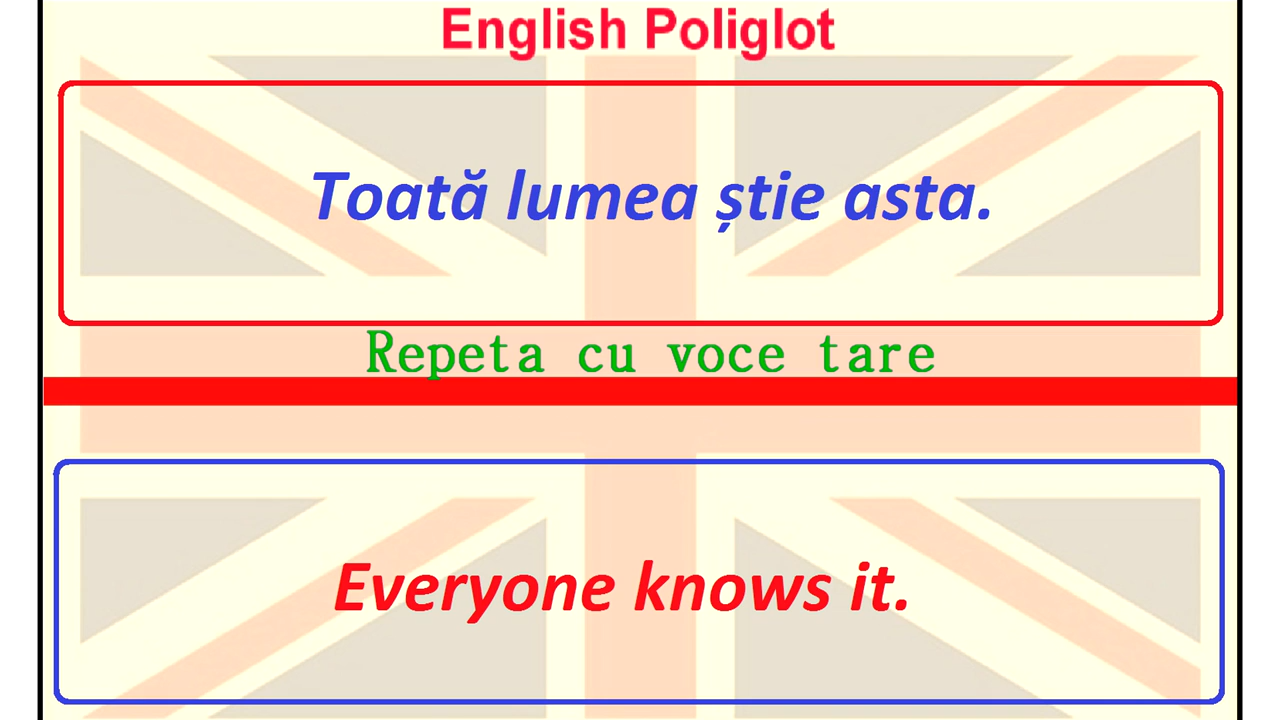 English Poliglot
Toată lumea știe asta.
Repeta cu voce tare
Everyone knows it.